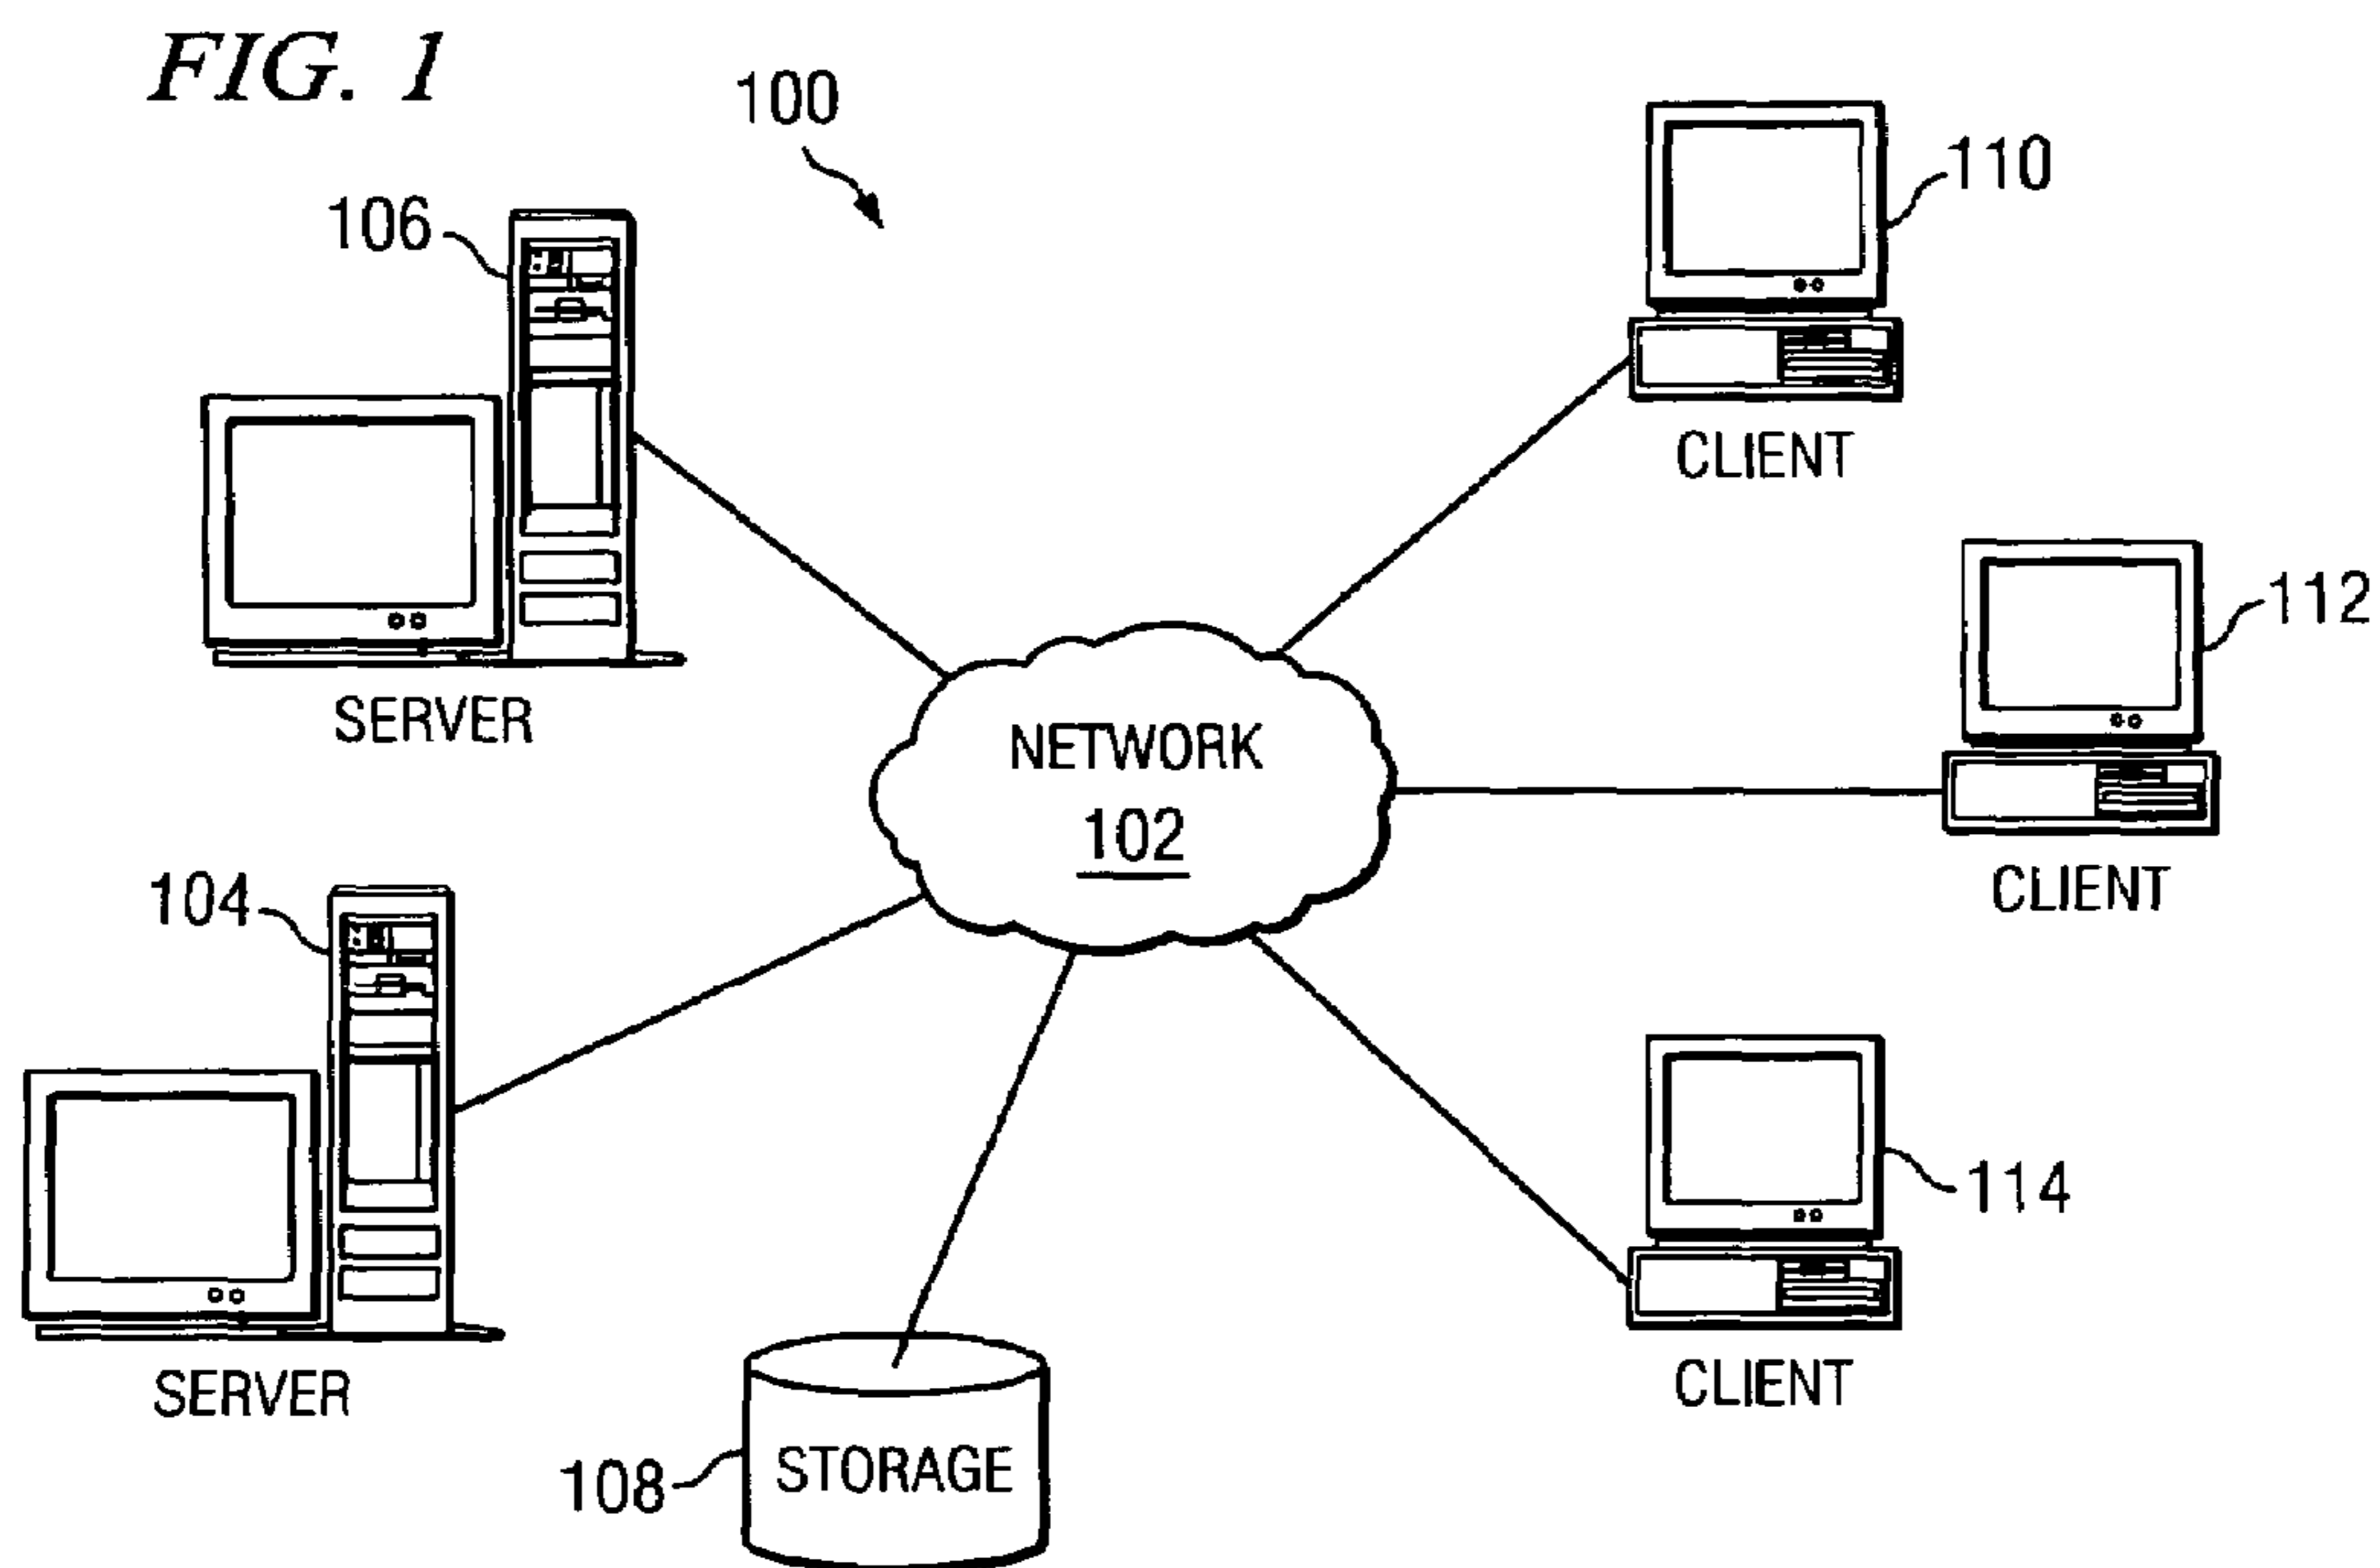 FIG. 1
100
110
CLIENT
106
SERVER
112
CLIENT
NETWORK
102
104
SERVER
114
CLIENT
108
STORAGE